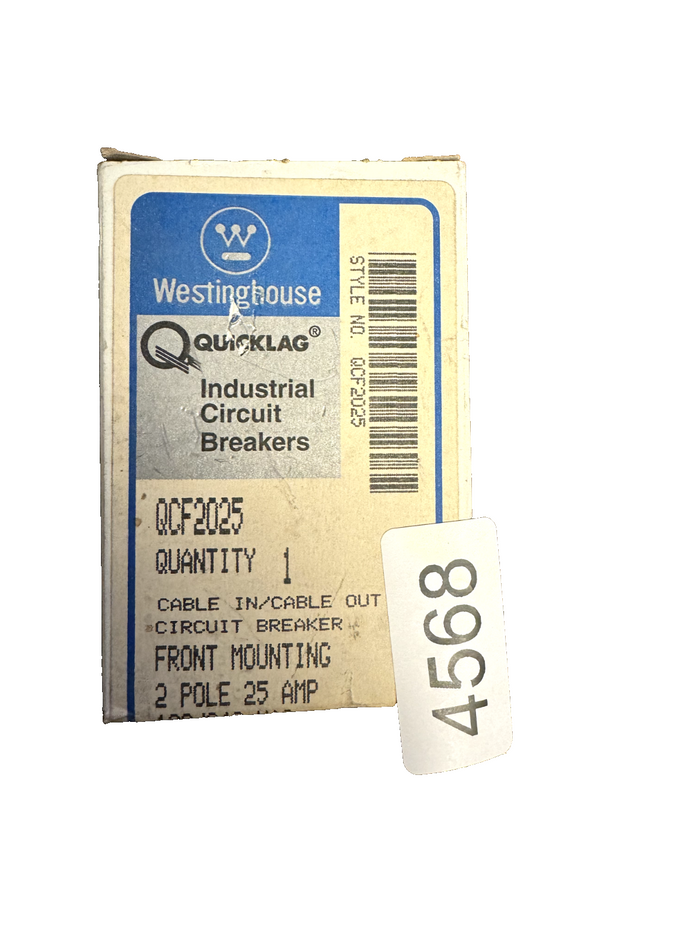 Westinghouse
QUICKLAG®
Industrial
Circuit
Breakers
STYLE NO. QCF2025
QCF2025
QUANTITY 1
CABLE IN/CABLE OUT
CIRCUIT BREAKER
FRONT MOUNTING
2 POLE 25 AMP
4568